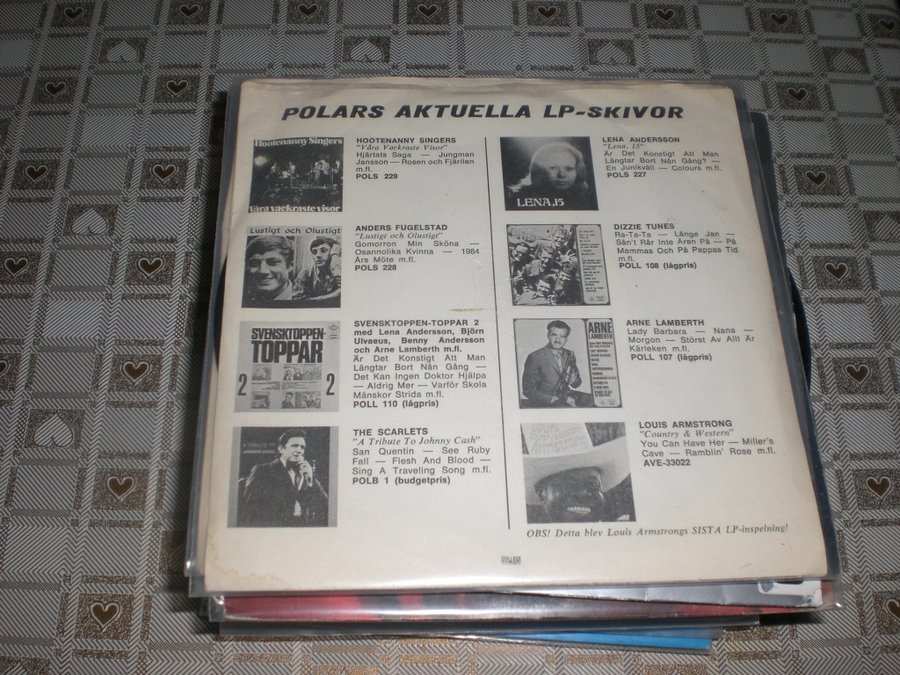 POLARS AKTUELLA LP-SKIVOR
Hootenanny Singers
Våra vackraste visor
HOOTENANNY SINGERS
"Våra Vackraste Visor"
Hjärtats Saga — Jungman
Jansson — Rosen och Fjärilen
m.fl.
POLS 229
Lustigt och Olustigt
ANDERS FUGELSTAD
"Lustigt och Olustigt"
Gomorron Min Sköna —
Osannolika Kvinna — 1984
Års Möte m.fl.
POLS 228
SVENSKTOPPEN-
TOPPAR
2 2
SVENSKTOPPEN-TOPPAR 2
med Lena Andersson, Björn
Ulvaeus, Benny Andersson
och Arne Lamberth m.fl.
Är Det Konstigt Att Man
Längtar Bort Nån Gång —
Det Kan Ingen Doktor Hjälpa
— Aldrig Mer — Varför Skola
Mänskor Strida m.fl.
POLL 110 (lågpris)
A TRIBUTE TO
THE SCARLETS
"A Tribute To Johnny Cash"
San Quentin — See Ruby
Fall — Flesh And Blood —
Sing A Traveling Song m.fl.
POLB 1 (budgetpris)
LENA,15
LENA ANDERSSON
"Lena, 15"
Är Det Konstigt Att Man
Längtar Bort Nån Gång? —
En Junikväll — Colours m.fl.
POLS 227
DIZZIE TUNES
Ra-Ta-Ta — Länge Jan —
Sån't Rår Inte Åren På — På
Mammas Och På Pappas Tid
m.fl.
POLL 108 (lågpris)
ARNE
LAMBERTH
ARNE LAMBERTH
Lady Barbara — Nana —
Morgon — Störst Av Allt Är
Kärleken m.fl.
POLL 107 (lågpris)
LOUIS ARMSTRONG
"Country & Western"
You Can Have Her — Miller's
Cave — Ramblin' Rose m.fl.
AVE-33022
OBS! Detta blev Louis Armstrongs SISTA LP-inspelning!